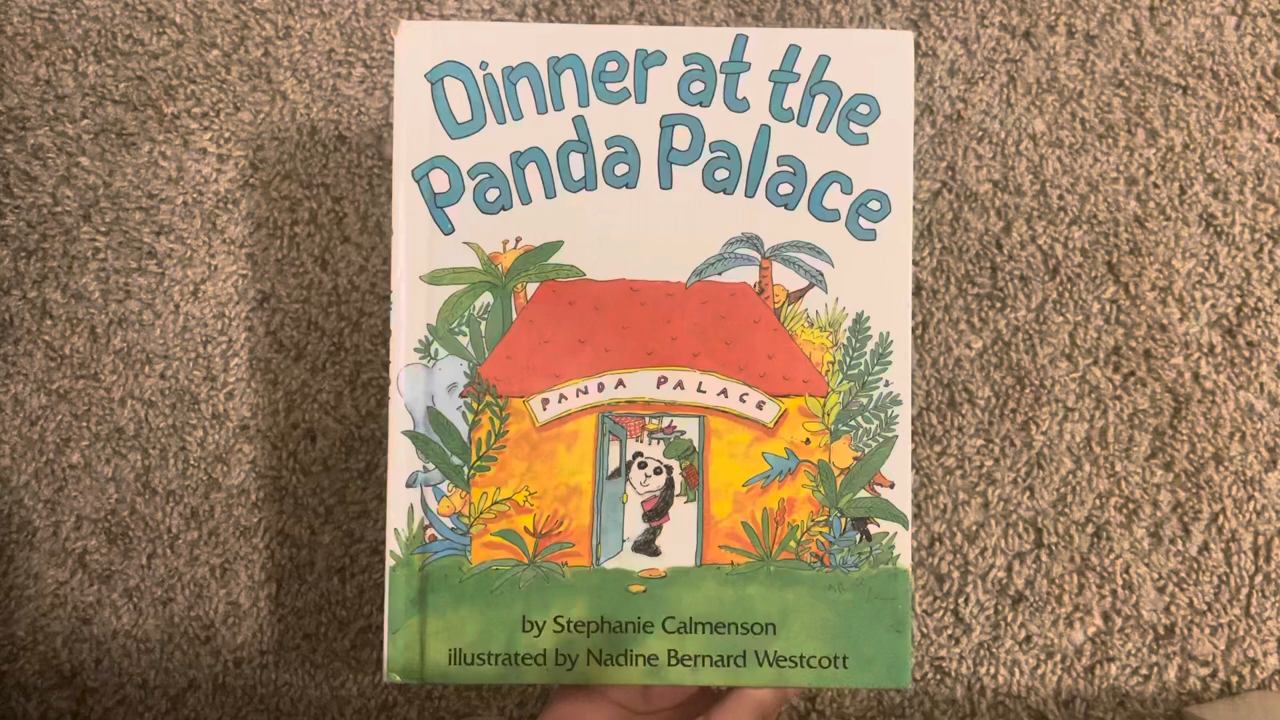 Dinner at the
Panda Palace
PANDA PALACE
by Stephanie Calmenson
illustrated by Nadine Bernard Westcott